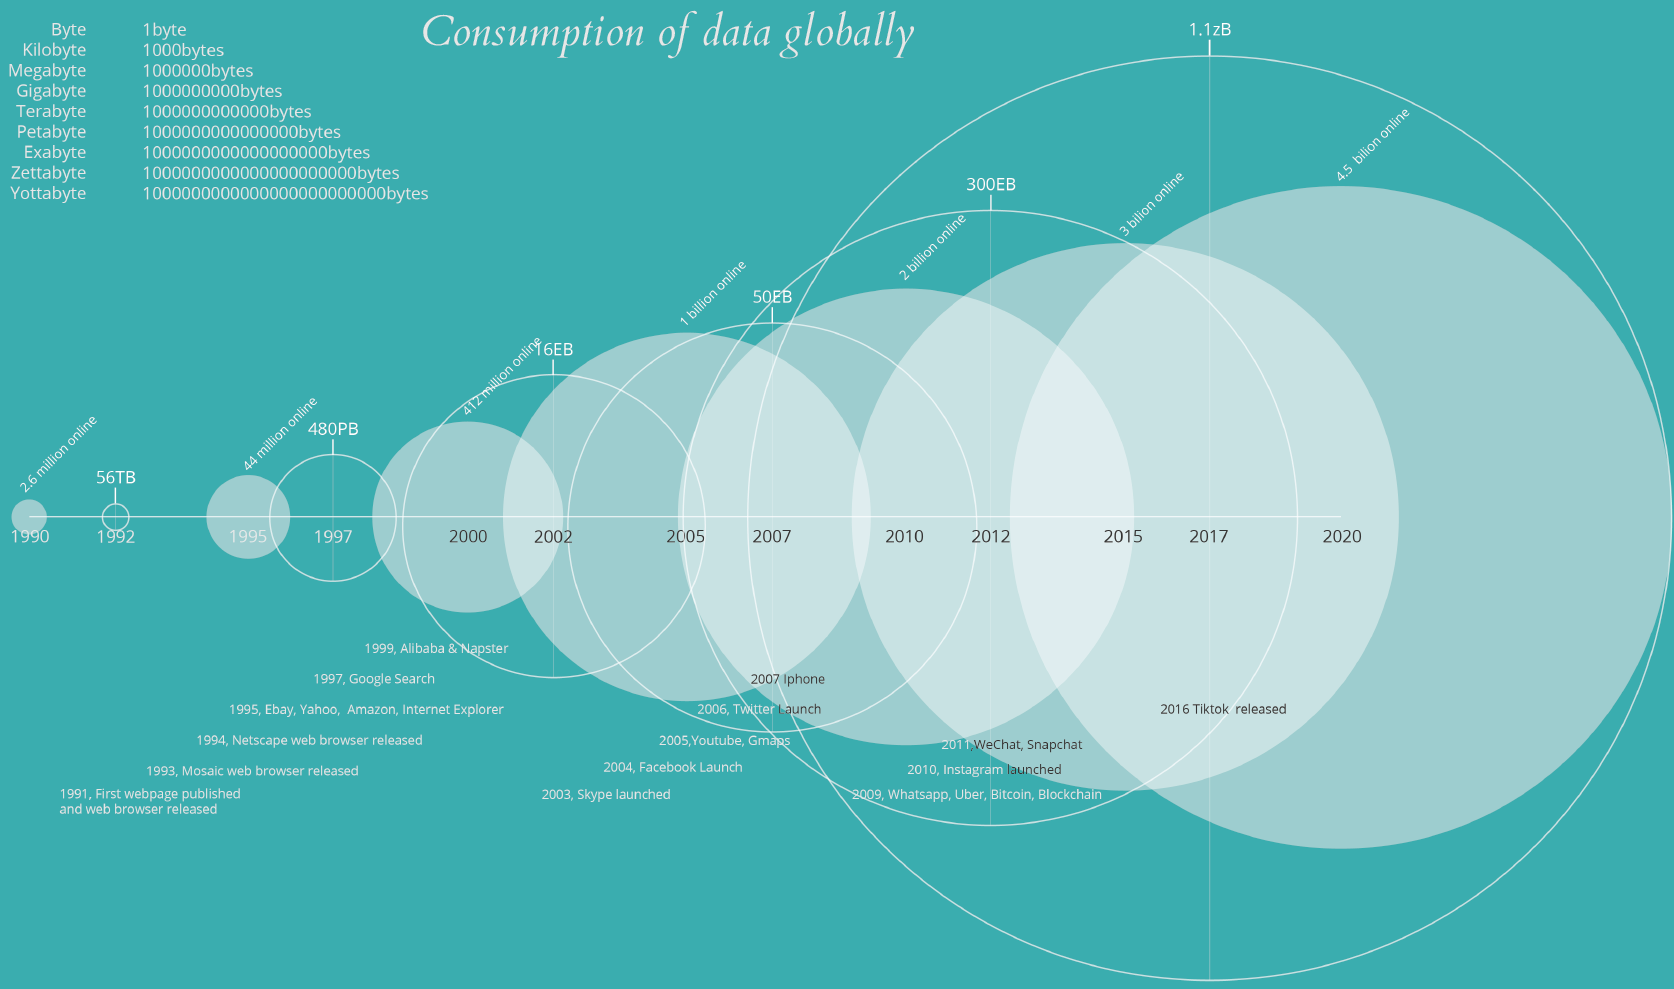 Consumption of data globally
Byte 1byte
Kilobyte 1000bytes
Megabyte 1000000bytes
Gigabyte 1000000000bytes
Terabyte 1000000000000bytes
Petabyte 1000000000000000bytes
Exabyte 1000000000000000000bytes
Zettabyte 1000000000000000000000bytes
Yottabyte 1000000000000000000000000bytes
2.6 million online
56TB
44 million online
480PB
412 million online
16EB
1 billion online
50EB
2 billion online
300EB
3 bilion online
1.1zB
4.5 bilion online
1990 1992 1995 1997 2000 2002 2005 2007 2010 2012 2015 2017 2020
1999, Alibaba & Napster
1997, Google Search
1995, Ebay, Yahoo, Amazon, Internet Explorer
1994, Netscape web browser released
1993, Mosaic web browser released
1991, First webpage published
and web browser released
2007 Iphone
2006, Twitter Launch
2005,Youtube, Gmaps
2004, Facebook Launch
2003, Skype launched
2011,WeChat, Snapchat
2010, Instagram launched
2009, Whatsapp, Uber, Bitcoin, Blockchain
2016 Tiktok released